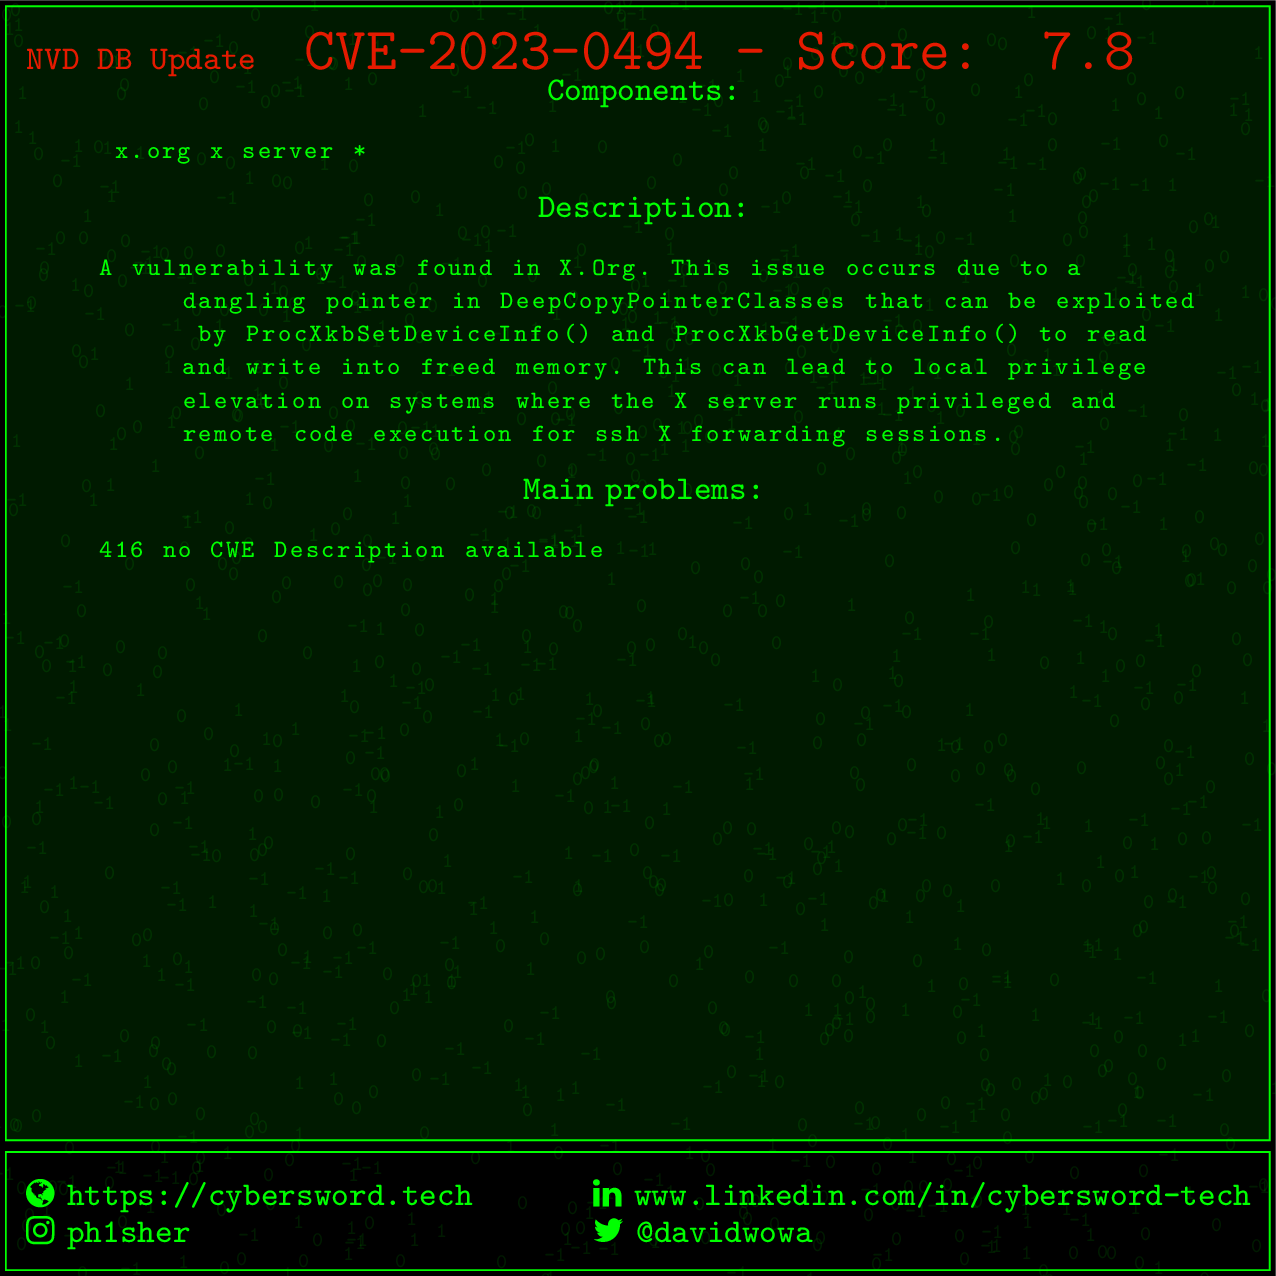 NVD DB Update CVE-2023-0494 - Score: 7.8
Components:
x.org x server *
Description:
A vulnerability was found in X.Org. This issue occurs due to a
dangling pointer in DeepCopyPointerClasses that can be exploited
by ProcXkbSetDeviceInfo() and ProcXkbGetDeviceInfo() to read
and write into freed memory. This can lead to local privilege
elevation on systems where the X server runs privileged and
remote code execution for ssh X forwarding sessions.
Main problems:
416 no CWE Description available
https://cybersword.tech
www.linkedin.com/in/cybersword-tech
ph1sher
@davidwowa